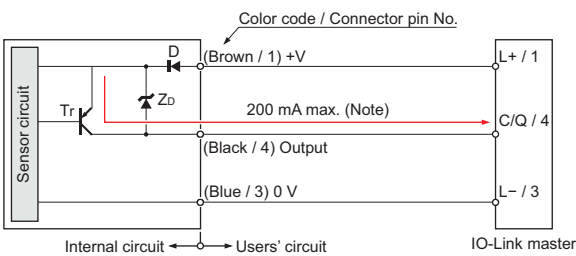 Color code / Connector pin No.
D
(Brown / 1) +V
L+ / 1
Sensor circuit
Tr
ZD
200 mA max. (Note)
C/Q / 4
(Black / 4) Output
(Blue / 3) 0 V
L− / 3
Internal circuit
Users' circuit
IO-Link master